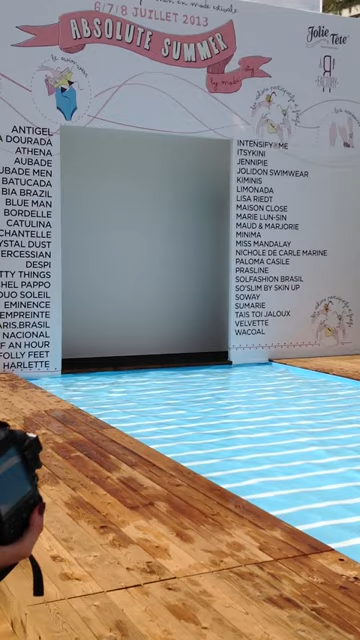 6/7/8 JUILLET 2013
ABSOLUTE SUMMER
Jolie
Tête
ANTIGEL
A DOURADA
ATHENA
AUBADE
UBADE MEN
BATUCADA
BIA BRAZIL
BLUE MAN
BORDELLE
CATULINA
CHANTELLE
YSTAL DUST
ERCESSIAN
DESPI
TTY THINGS
HEL PAPPO
DUO SOLEIL
EMINENCE
EMPREINTE
ARIS.BRASIL
NACIONAL
F AN HOUR
FOLLY FEET
HARLETTE
INTENSIFY@ME
ITSYKINI
JENNIPIE
JOLIDON SWIMWEAR
KIMINIS
LIMONADA
LISA RIEDT
MAISON CLOSE
MARIE LUN-SIN
MAUD & MARJORIE
MINIMA
MISS MANDALAY
NICHOLE DE CARLE MARINE
PALOMA CASILE
PRASLINE
SOLFASHION BRASIL
SO'SLIM BY SKIN UP
SOWAY
SUMARIE
TAIS TOI JALOUX
VELVETTE
WACOAL